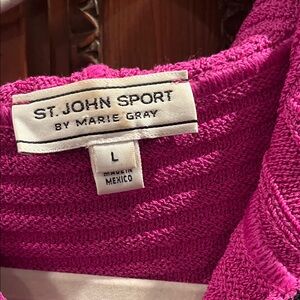 ST. JOHN SPORT
BY MARIE GRAY
L
MADE IN
MEXICO